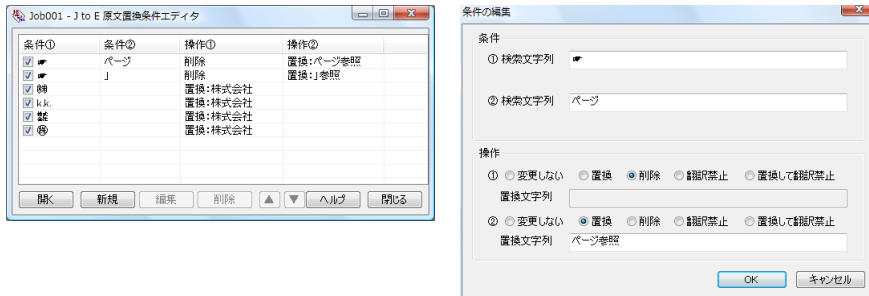 Job001 - J to E 原文置換条件エディタ
条件① 条件② 操作① 操作②
☛ ページ 削除 置換:ページ参照
☛ 」 削除 置換:」参照
㈱ 置換:株式会社
k.k. 置換:株式会社
㍿ 置換:株式会社
㊑ 置換:株式会社
開く 新規 編集 削除 ▲ ▼ ヘルプ 閉じる
条件の編集
条件
① 検索文字列 ☛
② 検索文字列 ページ
操作
① 変更しない 置換 削除 翻訳禁止 置換して翻訳禁止
置換文字列
② 変更しない 置換 削除 翻訳禁止 置換して翻訳禁止
置換文字列 ページ参照
OK キャンセル